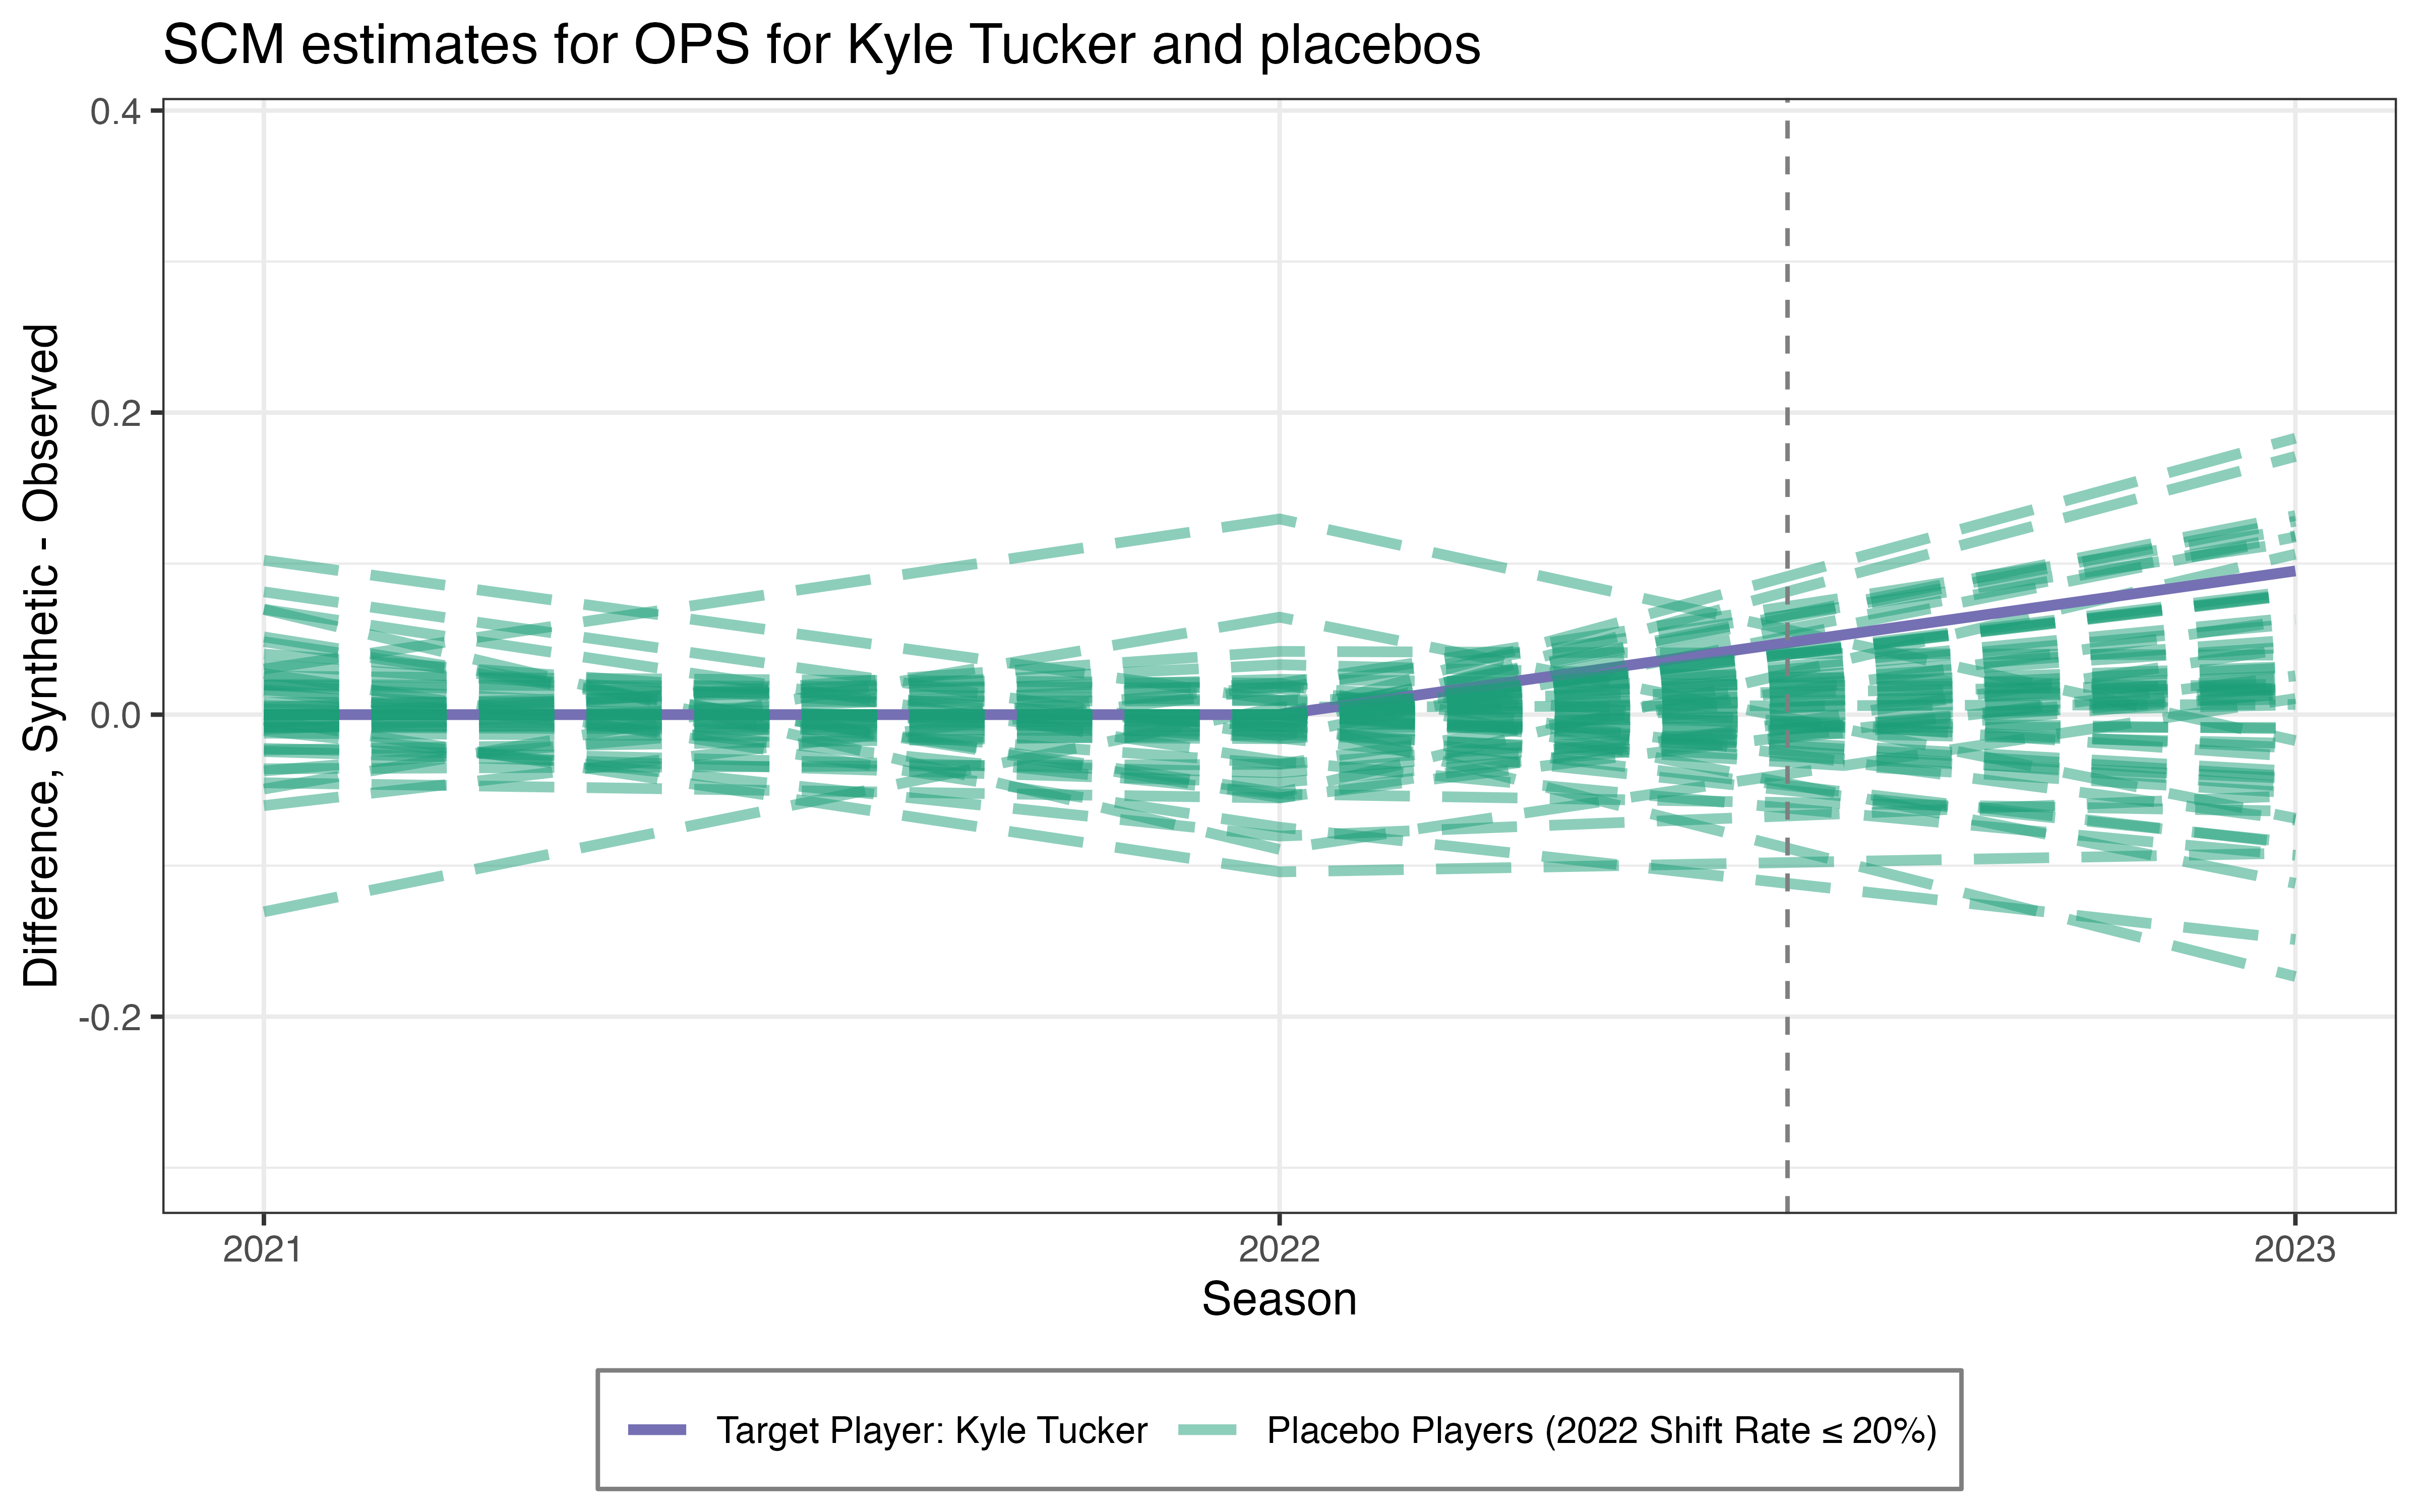 SCM estimates for OPS for Kyle Tucker and placebos
Difference, Synthetic - Observed
0.4
0.2
0.0
-0.2
2021
2022
2023
Season
Target Player: Kyle Tucker
Placebo Players (2022 Shift Rate ≤ 20%)